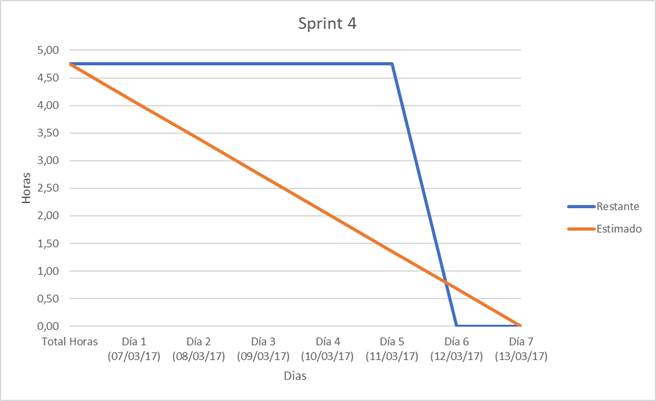 Sprint 4
5,00
4,50
4,00
3,50
3,00
2,50
2,00
1,50
1,00
0,50
0,00
Horas
Total Horas
Día 1
(07/03/17)
Día 2
(08/03/17)
Día 3
(09/03/17)
Día 4
(10/03/17)
Día 5
(11/03/17)
Día 6
(12/03/17)
Día 7
(13/03/17)
Dias
Restante
Estimado